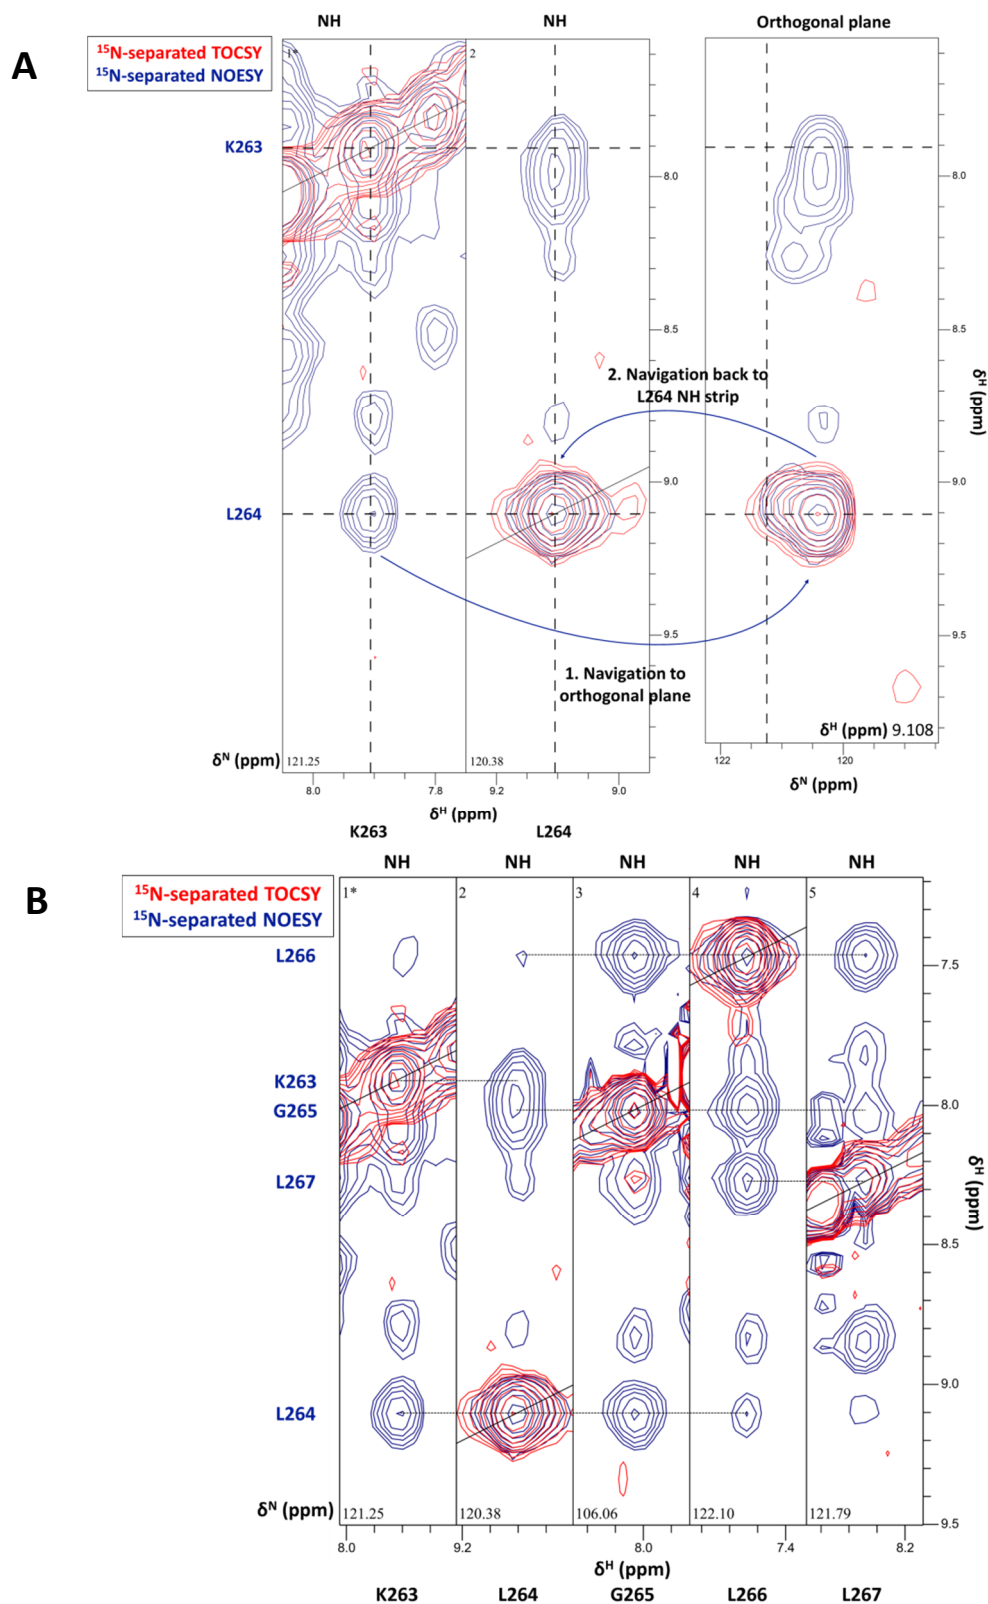 A
NH
NH
Orthogonal plane
¹⁵N-separated TOCSY
¹⁵N-separated NOESY
1*
2
K263
8.0
8.0
8.5
8.5
2. Navigation back to
L264 NH strip
δᴴ (ppm)
9.0
9.0
L264
9.5
9.5
1. Navigation to
orthogonal plane
δᴴ (ppm) 9.108
δᴺ (ppm)
121.25
120.38
122
120
8.0
7.8
9.2
9.0
δᴺ (ppm)
δᴴ (ppm)
K263
L264
B
NH
NH
NH
NH
NH
¹⁵N-separated TOCSY
¹⁵N-separated NOESY
1*
2
3
4
5
L266
7.5
K263
G265
8.0
L267
δᴴ (ppm)
8.5
9.0
L264
δᴺ (ppm)
121.25
120.38
106.06
122.10
121.79
9.5
8.0
9.2
8.0
7.4
8.2
δᴴ (ppm)
K263
L264
G265
L266
L267